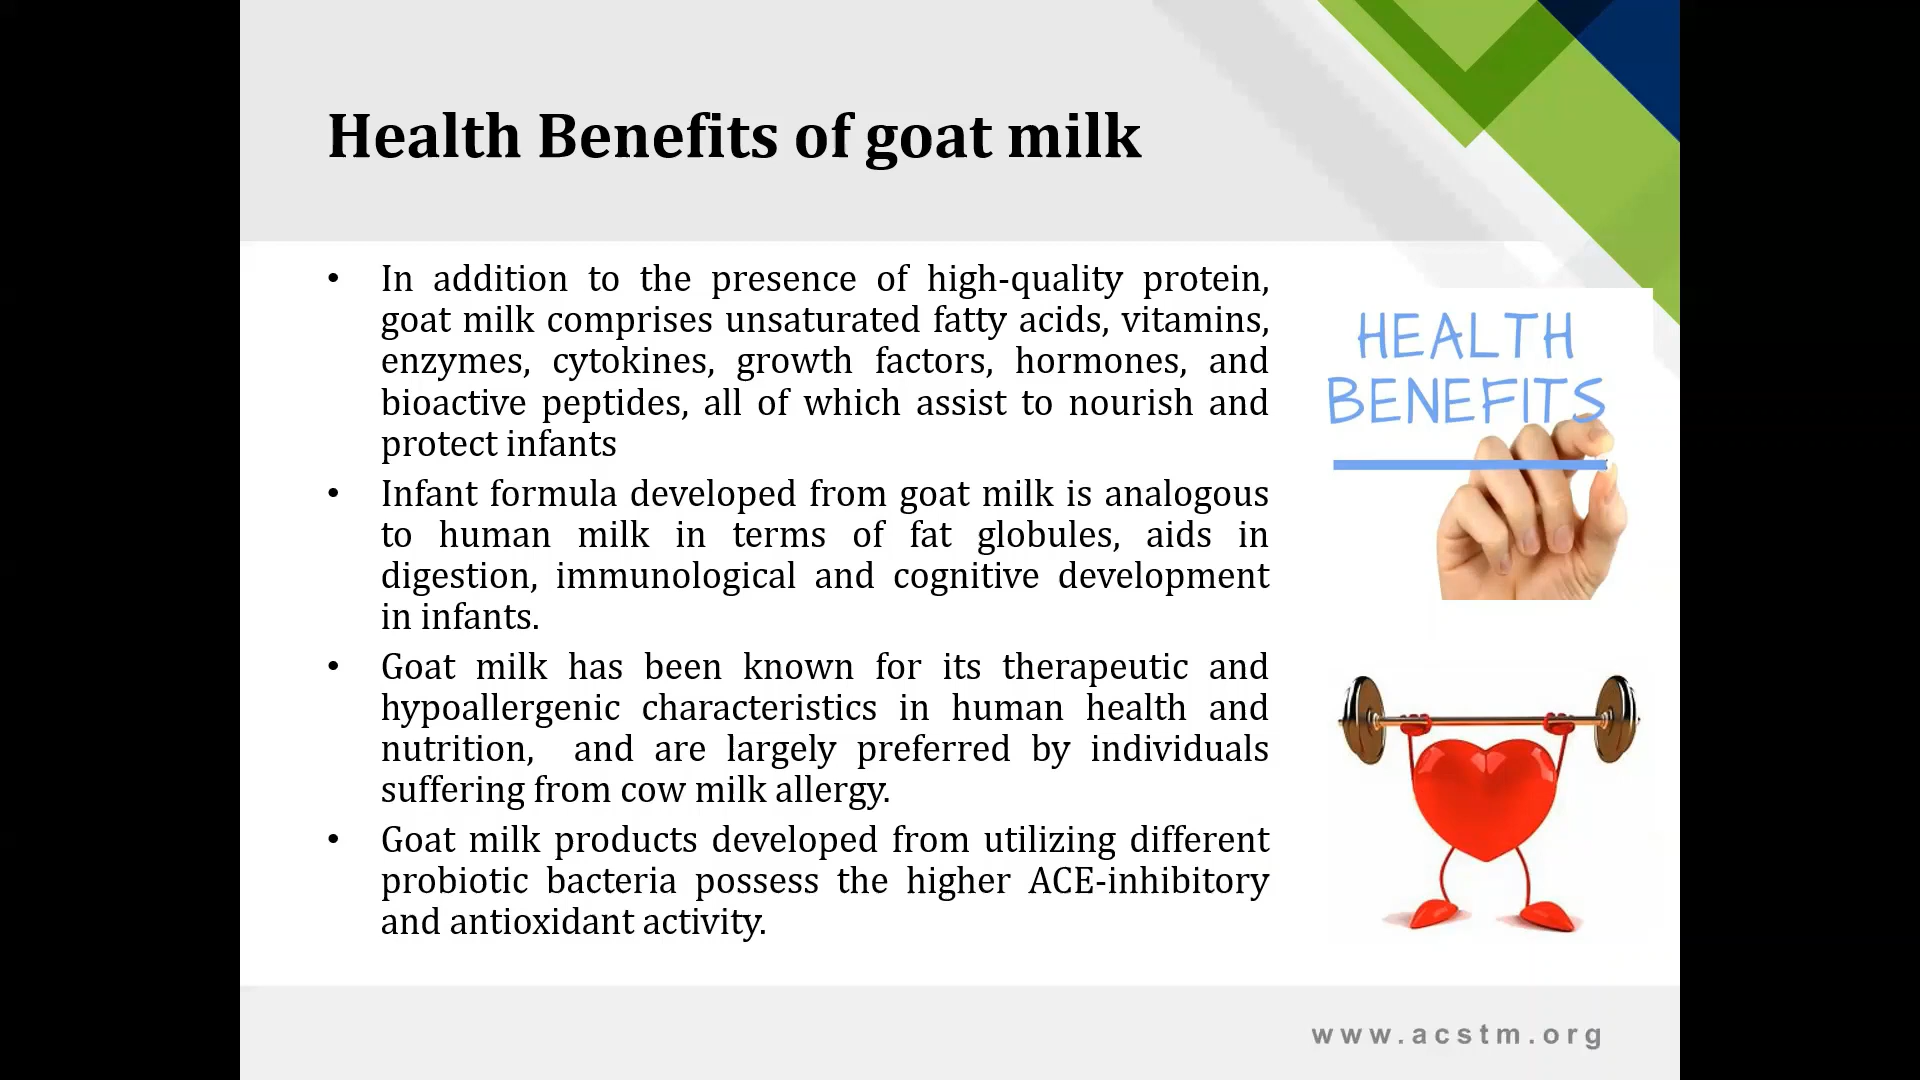 Health Benefits of goat milk
• In addition to the presence of high-quality protein,
goat milk comprises unsaturated fatty acids, vitamins,
enzymes, cytokines, growth factors, hormones, and
bioactive peptides, all of which assist to nourish and
protect infants
• Infant formula developed from goat milk is analogous
to human milk in terms of fat globules, aids in
digestion, immunological and cognitive development
in infants.
• Goat milk has been known for its therapeutic and
hypoallergenic characteristics in human health and
nutrition, and are largely preferred by individuals
suffering from cow milk allergy.
• Goat milk products developed from utilizing different
probiotic bacteria possess the higher ACE-inhibitory
and antioxidant activity.
HEALTH
BENEFITS
www.acstm.org